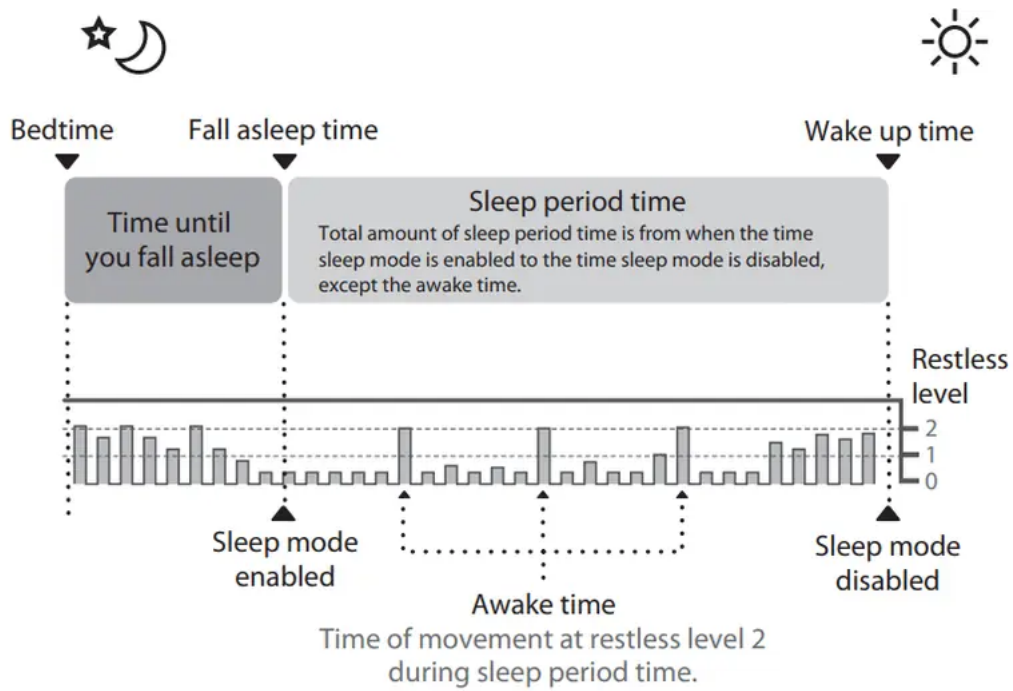 Bedtime
Fall asleep time
Wake up time
Time until
you fall asleep
Sleep period time
Total amount of sleep period time is from when the time
sleep mode is enabled to the time sleep mode is disabled,
except the awake time.
Restless
level
2
1
0
Sleep mode
enabled
Sleep mode
disabled
Awake time
Time of movement at restless level 2
during sleep period time.